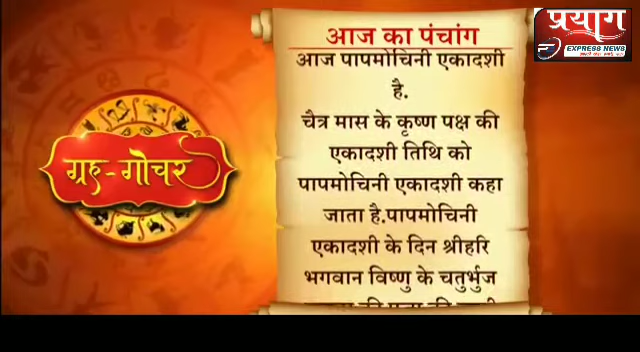 आज का पंचांग
आज पापमोचिनी एकादशी
है.
चैत्र मास के कृष्ण पक्ष की
एकादशी तिथि को
पापमोचिनी एकादशी कहा
जाता है.पापमोचिनी
एकादशी के दिन श्रीहरि
भगवान विष्णु के चतुर्भुज
ग्रह-गोचर
प्रयाग
EXPRESS NEWS